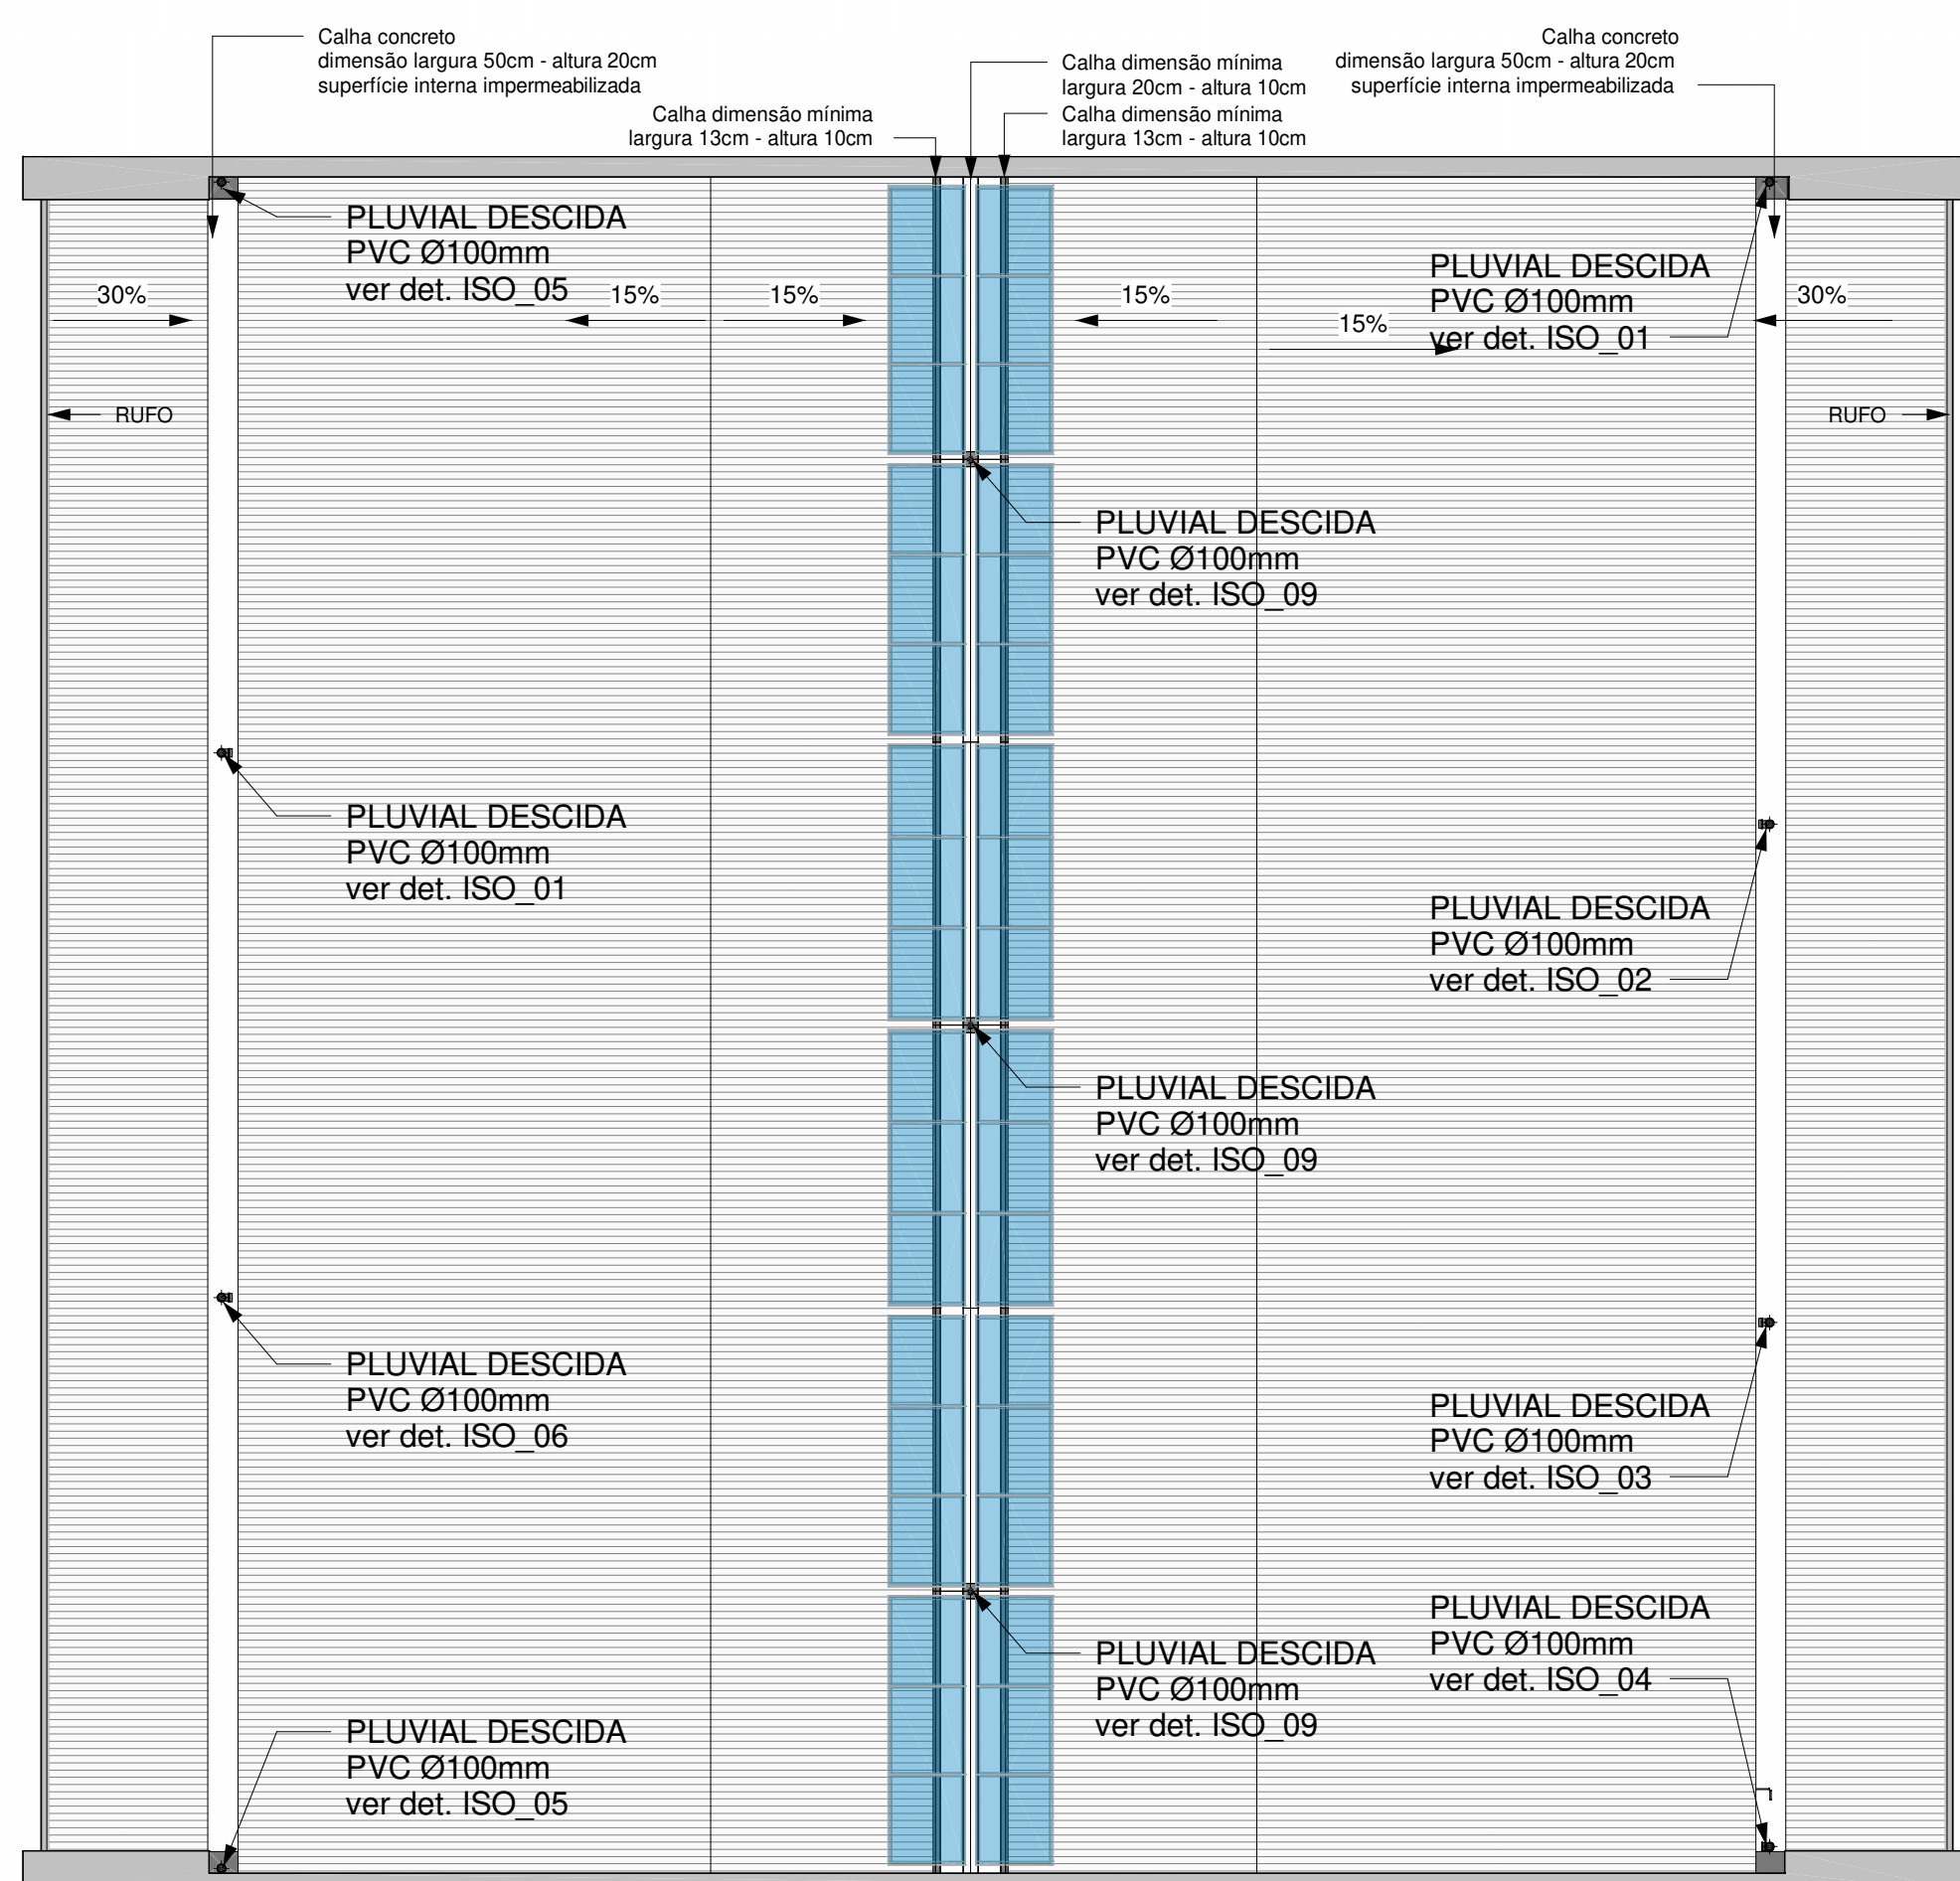 Calha concreto
dimensão largura 50cm - altura 20cm
superfície interna impermeabilizada
Calha dimensão mínima
largura 13cm - altura 10cm
Calha dimensão mínima
largura 20cm - altura 10cm
Calha dimensão mínima
largura 13cm - altura 10cm
Calha concreto
dimensão largura 50cm - altura 20cm
superfície interna impermeabilizada
PLUVIAL DESCIDA
PVC Ø100mm
ver det. ISO_05
PLUVIAL DESCIDA
PVC Ø100mm
ver det. ISO_01
30%
15%
15%
15%
15%
30%
RUFO
RUFO
PLUVIAL DESCIDA
PVC Ø100mm
ver det. ISO_09
PLUVIAL DESCIDA
PVC Ø100mm
ver det. ISO_01
PLUVIAL DESCIDA
PVC Ø100mm
ver det. ISO_02
PLUVIAL DESCIDA
PVC Ø100mm
ver det. ISO_09
PLUVIAL DESCIDA
PVC Ø100mm
ver det. ISO_06
PLUVIAL DESCIDA
PVC Ø100mm
ver det. ISO_03
PLUVIAL DESCIDA
PVC Ø100mm
ver det. ISO_04
PLUVIAL DESCIDA
PVC Ø100mm
ver det. ISO_09
PLUVIAL DESCIDA
PVC Ø100mm
ver det. ISO_05